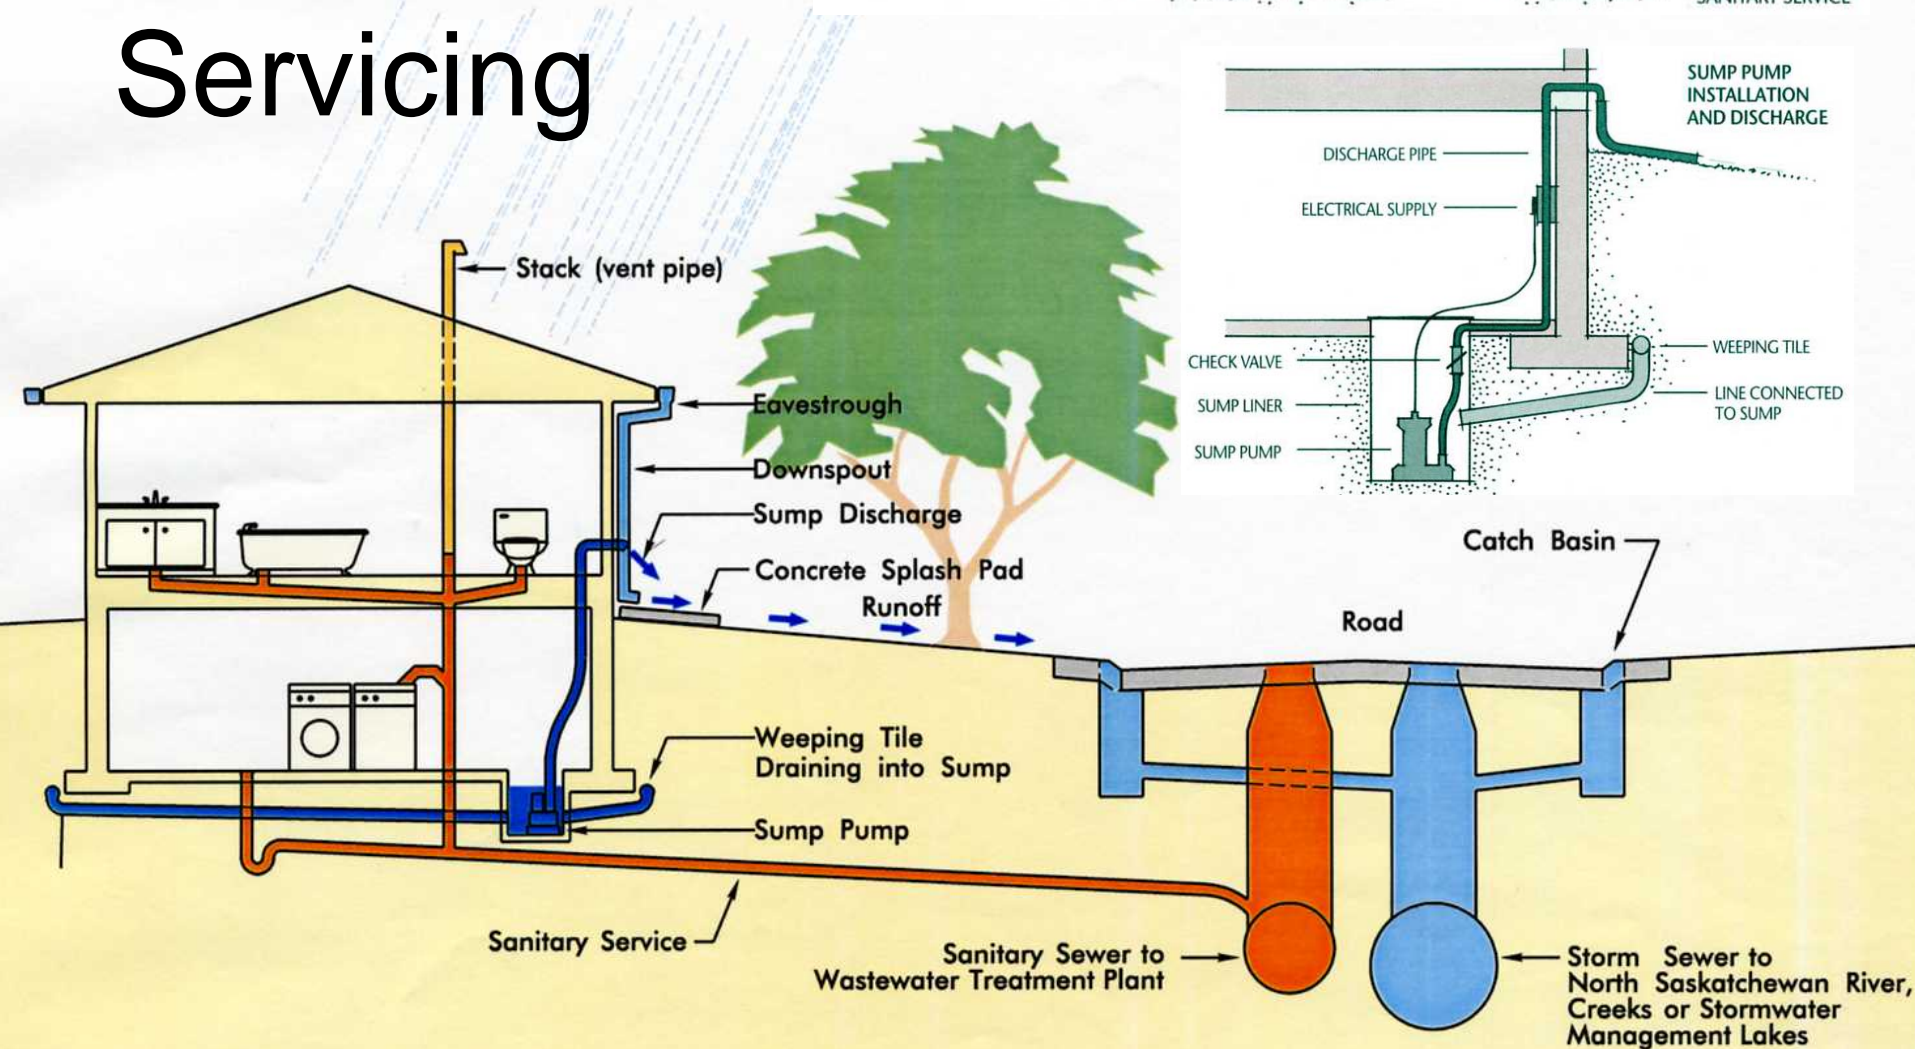 SANITARY SERVICE
Servicing
SUMP PUMP
INSTALLATION
AND DISCHARGE
DISCHARGE PIPE
ELECTRICAL SUPPLY
CHECK VALVE
SUMP LINER
SUMP PUMP
WEEPING TILE
LINE CONNECTED
TO SUMP
Stack (vent pipe)
Eavestrough
Downspout
Sump Discharge
Concrete Splash Pad
Runoff
Catch Basin
Road
Weeping Tile
Draining into Sump
Sump Pump
Sanitary Service
Sanitary Sewer to
Wastewater Treatment Plant
Storm Sewer to
North Saskatchewan River,
Creeks or Stormwater
Management Lakes